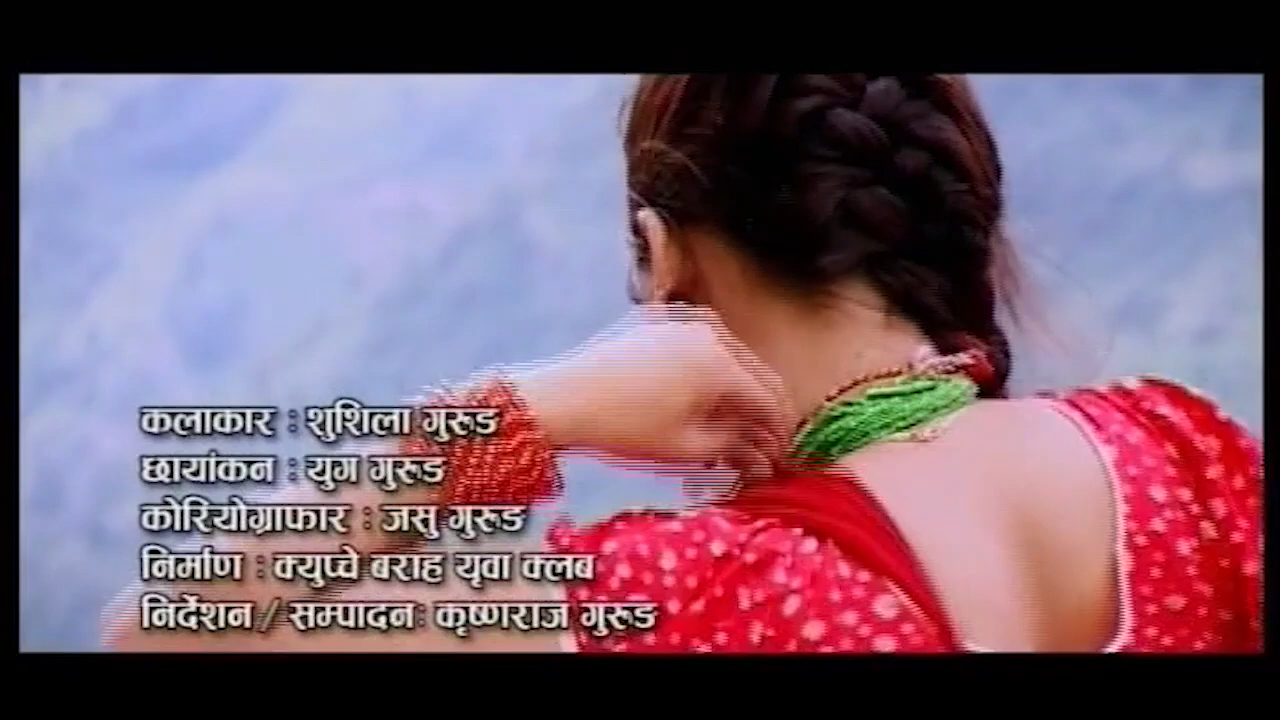 कलाकार : शुशिला गुरुङ
छायांकन : युग गुरुङ
कोरियोग्राफार : जसु गुरुङ
निर्माण : क्युप्चे बराह यृवा क्लब
निर्देशन / सम्पादनः कृष्णराज गुरुङ